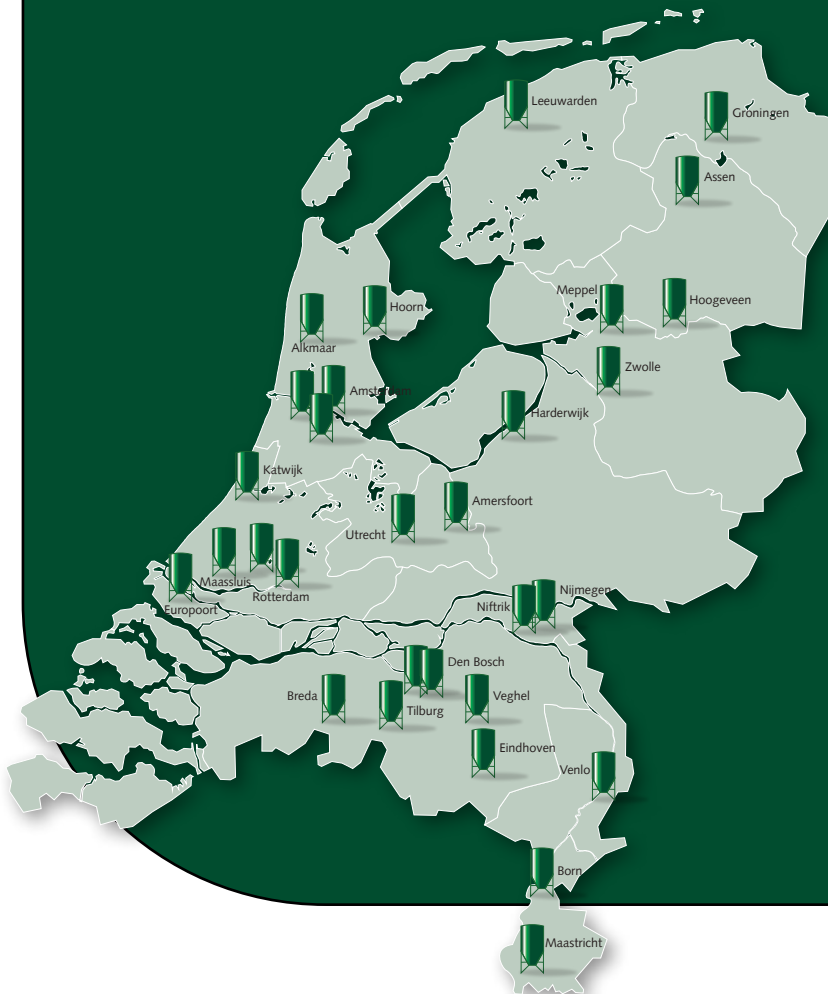 Leeuwarden
Groningen
Assen
Meppel
Hoogeveen
Hoorn
Alkmaar
Zwolle
Amsterdam
Harderwijk
Katwijk
Amersfoort
Utrecht
Maassluis
Rotterdam
Europoort
Nijmegen
Niftrik
Den Bosch
Breda
Veghel
Tilburg
Eindhoven
Venlo
Born
Maastricht